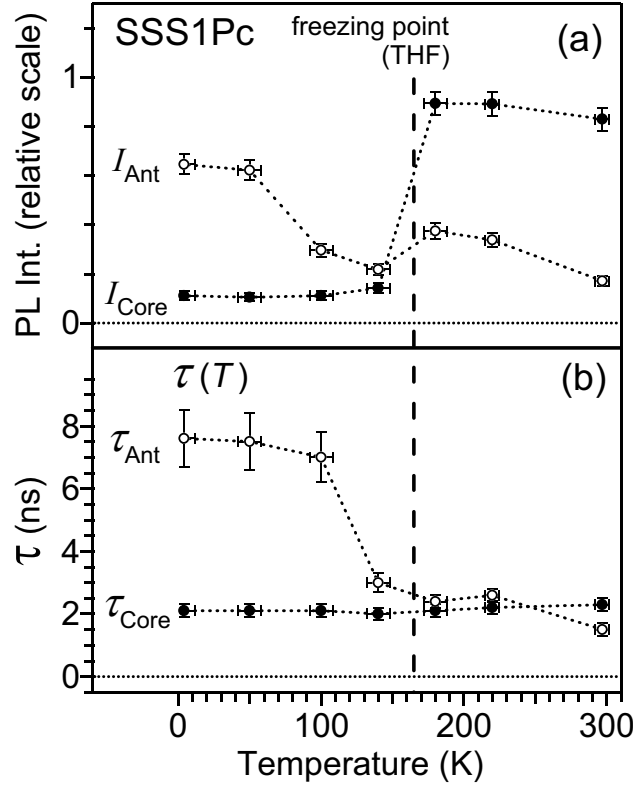 SSS1Pc
freezing point
(THF)
(a)
1
I_Ant
I_Core
0
PL Int. (relative scale)
τ (T)
(b)
8
τ_Ant
6
4
τ_Core
2
0
τ (ns)
0 100 200 300
Temperature (K)